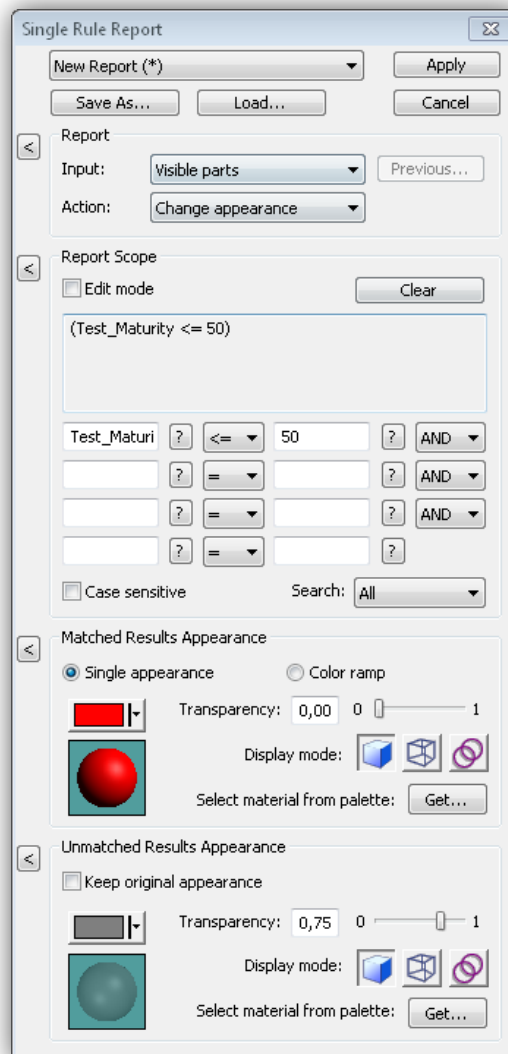 Single Rule Report
New Report (*) Apply
Save As... Load... Cancel
< Report
Input: Visible parts Previous...
Action: Change appearance
< Report Scope
Edit mode Clear
(Test_Maturity <= 50)
Test_Maturi ? <= 50 ? AND
? = ? AND
? = ? AND
? = ?
Case sensitive Search: All
< Matched Results Appearance
Single appearance Color ramp
Transparency: 0,00 0 1
Display mode:
Select material from palette: Get...
< Unmatched Results Appearance
Keep original appearance
Transparency: 0,75 0 1
Display mode:
Select material from palette: Get...